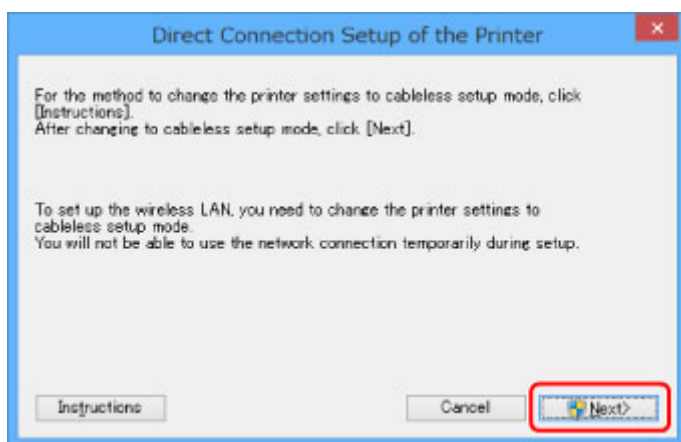 Direct Connection Setup of the Printer
For the method to change the printer settings to cableless setup mode, click
[Instructions].
After changing to cableless setup mode, click [Next].
To set up the wireless LAN, you need to change the printer settings to
cableless setup mode.
You will not be able to use the network connection temporarily during setup.
Instructions
Cancel
Next>